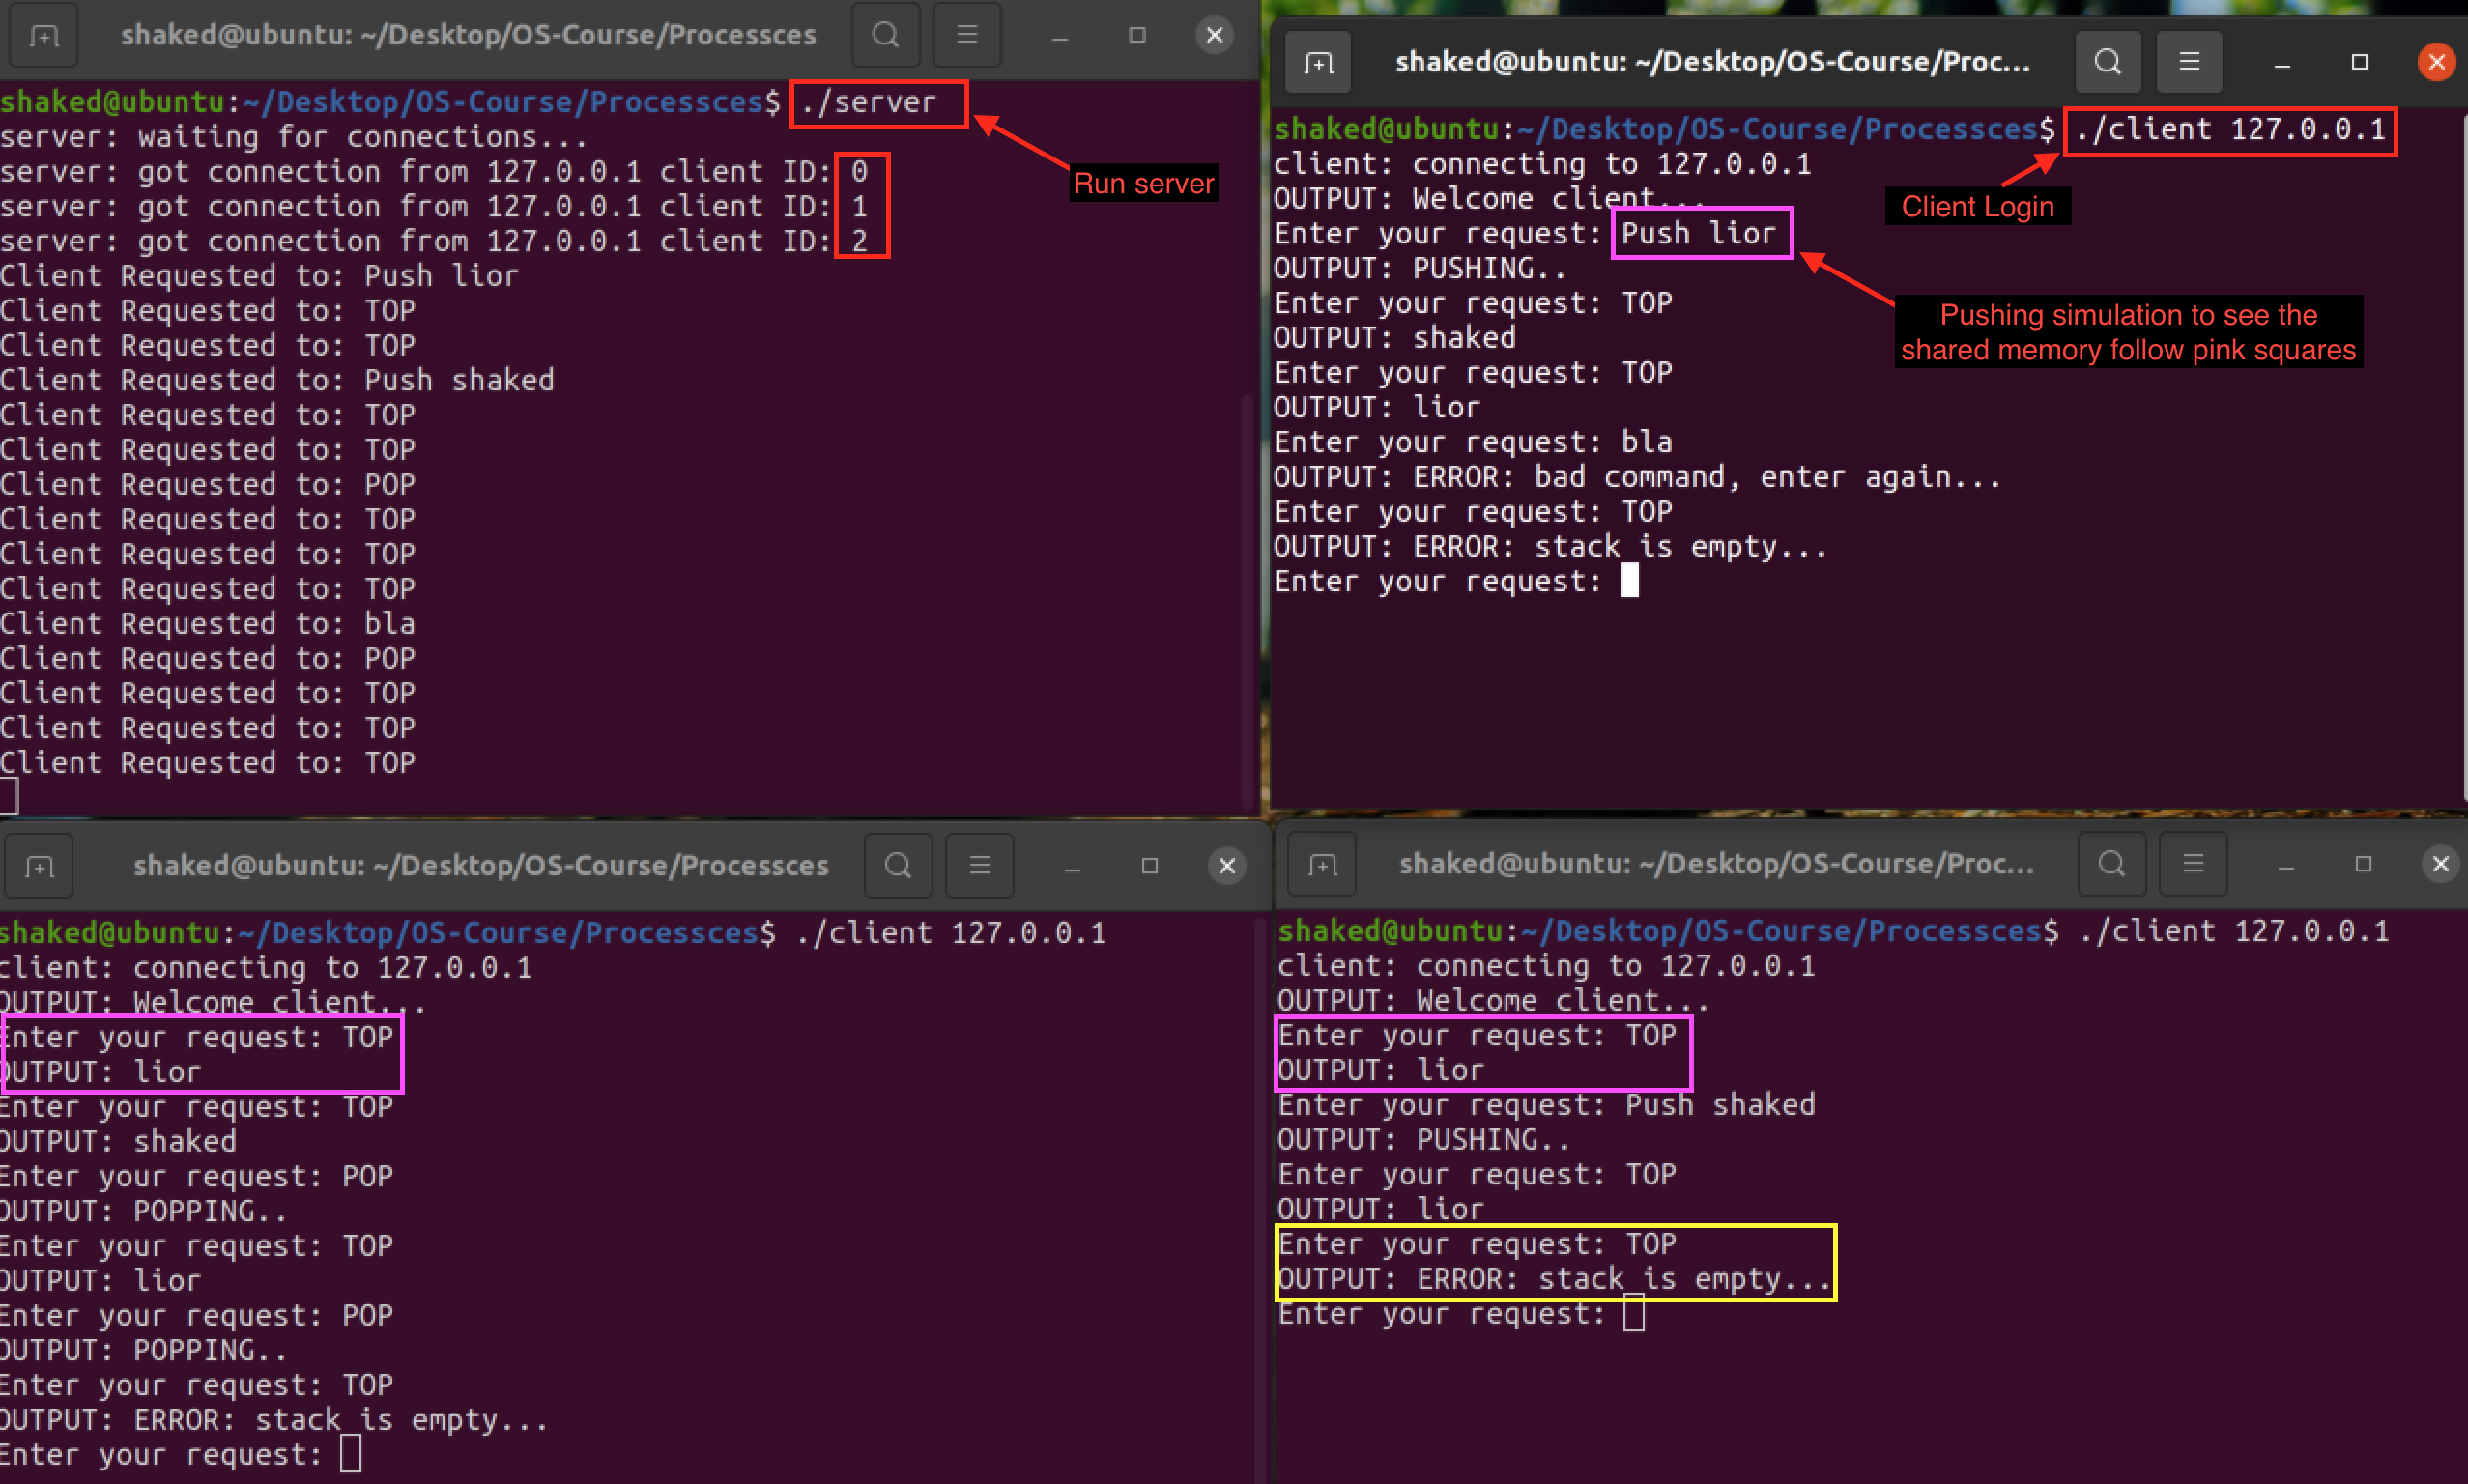 shaked@ubuntu: ~/Desktop/OS-Course/Processces
shaked@ubuntu:~/Desktop/OS-Course/Processces$ ./server
server: waiting for connections...
server: got connection from 127.0.0.1 client ID: 0
server: got connection from 127.0.0.1 client ID: 1
server: got connection from 127.0.0.1 client ID: 2
Client Requested to: Push lior
Client Requested to: TOP
Client Requested to: TOP
Client Requested to: Push shaked
Client Requested to: TOP
Client Requested to: TOP
Client Requested to: POP
Client Requested to: TOP
Client Requested to: TOP
Client Requested to: TOP
Client Requested to: bla
Client Requested to: POP
Client Requested to: TOP
Client Requested to: TOP
Client Requested to: TOP
Run server
shaked@ubuntu: ~/Desktop/OS-Course/Proc...
shaked@ubuntu:~/Desktop/OS-Course/Processces$ ./client 127.0.0.1
client: connecting to 127.0.0.1
OUTPUT: Welcome client...
Enter your request: Push lior
OUTPUT: PUSHING..
Enter your request: TOP
OUTPUT: shaked
Enter your request: TOP
OUTPUT: lior
Enter your request: bla
OUTPUT: ERROR: bad command, enter again...
Enter your request: TOP
OUTPUT: ERROR: stack is empty...
Enter your request:
Client Login
Pushing simulation to see the
shared memory follow pink squares
shaked@ubuntu: ~/Desktop/OS-Course/Processces
shaked@ubuntu:~/Desktop/OS-Course/Processces$ ./client 127.0.0.1
client: connecting to 127.0.0.1
OUTPUT: Welcome client...
Enter your request: TOP
OUTPUT: lior
Enter your request: TOP
OUTPUT: shaked
Enter your request: POP
OUTPUT: POPPING..
Enter your request: TOP
OUTPUT: lior
Enter your request: POP
OUTPUT: POPPING..
Enter your request: TOP
OUTPUT: ERROR: stack is empty...
Enter your request:
shaked@ubuntu: ~/Desktop/OS-Course/Proc...
shaked@ubuntu:~/Desktop/OS-Course/Processces$ ./client 127.0.0.1
client: connecting to 127.0.0.1
OUTPUT: Welcome client...
Enter your request: TOP
OUTPUT: lior
Enter your request: Push shaked
OUTPUT: PUSHING..
Enter your request: TOP
OUTPUT: lior
Enter your request: TOP
OUTPUT: ERROR: stack is empty...
Enter your request: